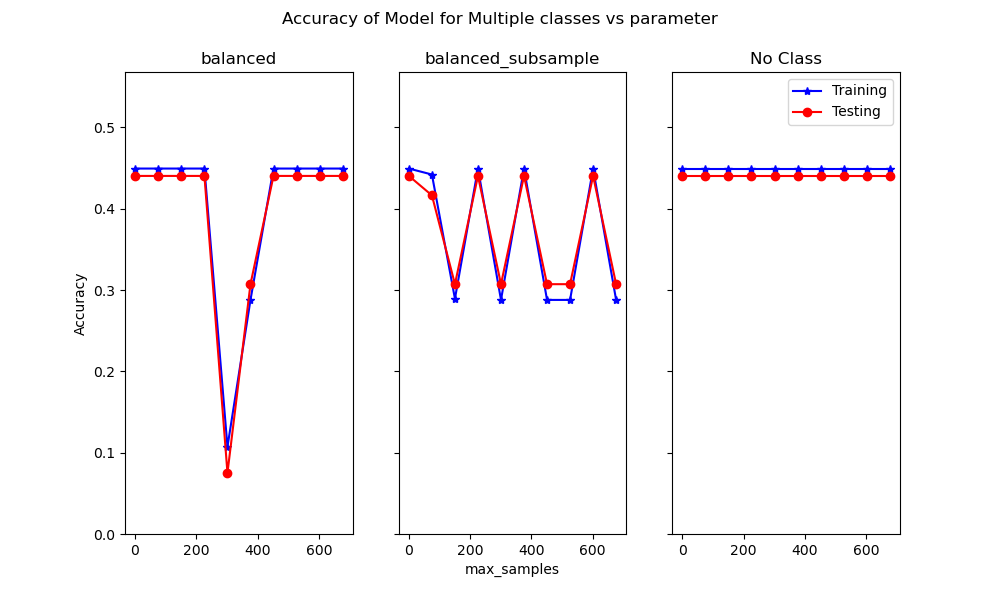 Accuracy of Model for Multiple classes vs parameter
balanced
balanced_subsample
No Class
Training
Testing
Accuracy
0.5
0.4
0.3
0.2
0.1
0.0
0 200 400 600
0 200 400 600
0 200 400 600
max_samples